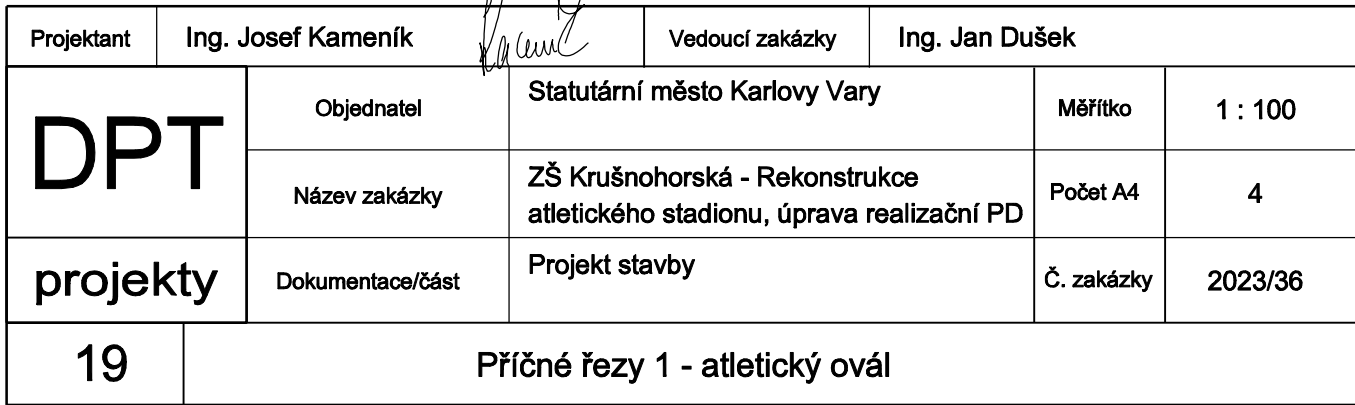 Projektant Ing. Josef Kameník Kameník Vedoucí zakázky Ing. Jan Dušek
DPT
Objednatel Statutární město Karlovy Vary Měřítko 1 : 100
Název zakázky ZŠ Krušnohorská - Rekonstrukce
atletického stadionu, úprava realizační PD Počet A4 4
projekty Dokumentace/část Projekt stavby Č. zakázky 2023/36
19 Příčné řezy 1 - atletický ovál